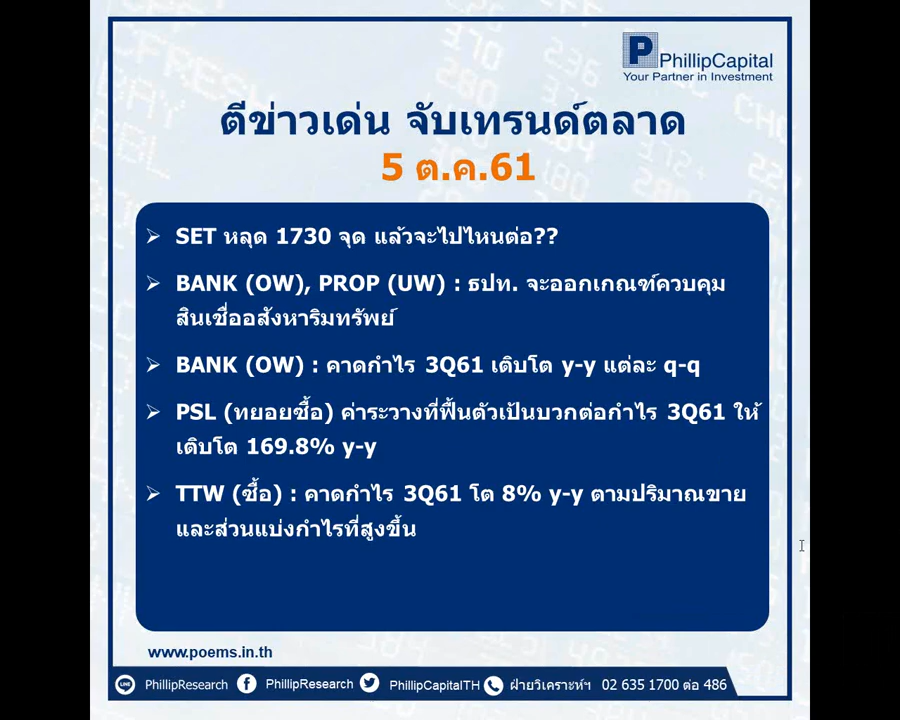 PhillipCapital
Your Partner in Investment
ตีข่าวเด่น จับเทรนด์ตลาด
5 ต.ค.61
SET หลุด 1730 จุด แล้วจะไปไหนต่อ??
BANK (OW), PROP (UW) : ธปท. จะออกเกณฑ์ควบคุม
สินเชื่ออสังหาริมทรัพย์
BANK (OW) : คาดกำไร 3Q61 เติบโต y-y แต่ละ q-q
PSL (ทยอยซื้อ) ค่าระวางที่ฟื้นตัวเป้นบวกต่อกำไร 3Q61 ให้
เติบโต 169.8% y-y
TTW (ซื้อ) : คาดกำไร 3Q61 โต 8% y-y ตามปริมาณขาย
และส่วนแบ่งกำไรที่สูงขึ้น
www.poems.in.th
LINE PhillipResearch PhillipResearch PhillipCapitalTH ฝ่ายวิเคราะห์ฯ 02 635 1700 ต่อ 486